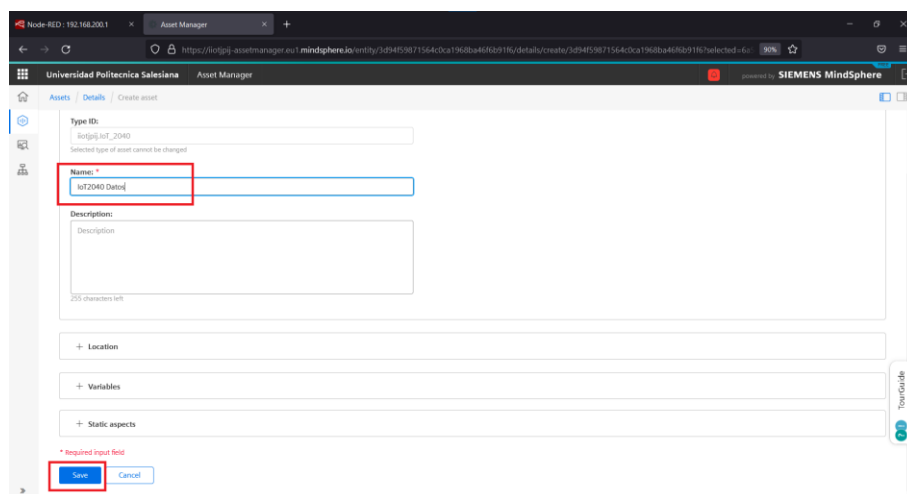 Node-RED : 192.168.200.1
Asset Manager
https://iiotjpij-assetmanager.eu1.mindsphere.io/entity/3d94f59871564c0ca1968ba46f6b91f6/details/create/3d94f59871564c0ca1968ba46f6b91f6?selected=6a
90%
Universidad Politecnica Salesiana Asset Manager
powered by SIEMENS MindSphere
Assets / Details / Create asset
Type ID:
iiotjpij.IoT_2040
Selected type of asset cannot be changed
Name: *
IoT2040 Datos
Description:
Description
255 characters left
+ Location
+ Variables
+ Static aspects
TourGuide
* Required input field
Save Cancel